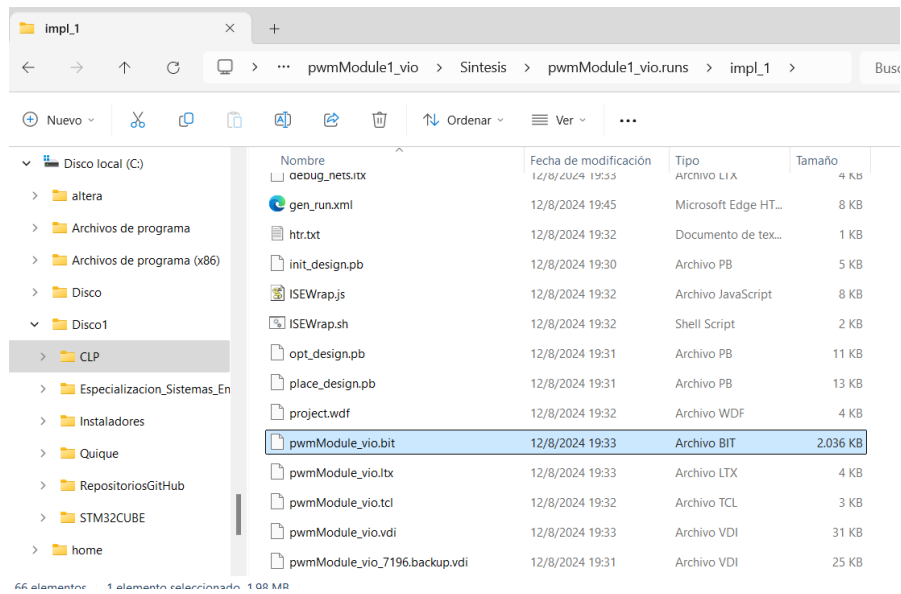 impl_1
pwmModule1_vio > Sintesis > pwmModule1_vio.runs > impl_1 > Busc
Nuevo Ordenar Ver
Disco local (C:)
altera
Archivos de programa
Archivos de programa (x86)
Disco
Disco1
CLP
Especializacion_Sistemas_En
Instaladores
Quique
RepositoriosGitHub
STM32CUBE
home
Nombre Fecha de modificación Tipo Tamaño
debug_nets.ltx 12/8/2024 19:33 Archivo LTX 4 KB
gen_run.xml 12/8/2024 19:45 Microsoft Edge HT... 8 KB
htr.txt 12/8/2024 19:32 Documento de tex... 1 KB
init_design.pb 12/8/2024 19:30 Archivo PB 5 KB
ISEWrap.js 12/8/2024 19:32 Archivo JavaScript 8 KB
ISEWrap.sh 12/8/2024 19:32 Shell Script 2 KB
opt_design.pb 12/8/2024 19:31 Archivo PB 11 KB
place_design.pb 12/8/2024 19:31 Archivo PB 13 KB
project.wdf 12/8/2024 19:32 Archivo WDF 4 KB
pwmModule_vio.bit 12/8/2024 19:33 Archivo BIT 2.036 KB
pwmModule_vio.ltx 12/8/2024 19:33 Archivo LTX 4 KB
pwmModule_vio.tcl 12/8/2024 19:32 Archivo TCL 3 KB
pwmModule_vio.vdi 12/8/2024 19:33 Archivo VDI 31 KB
pwmModule_vio_7196.backup.vdi 12/8/2024 19:31 Archivo VDI 25 KB
66 elementos 1 elemento seleccionado 1,98 MB